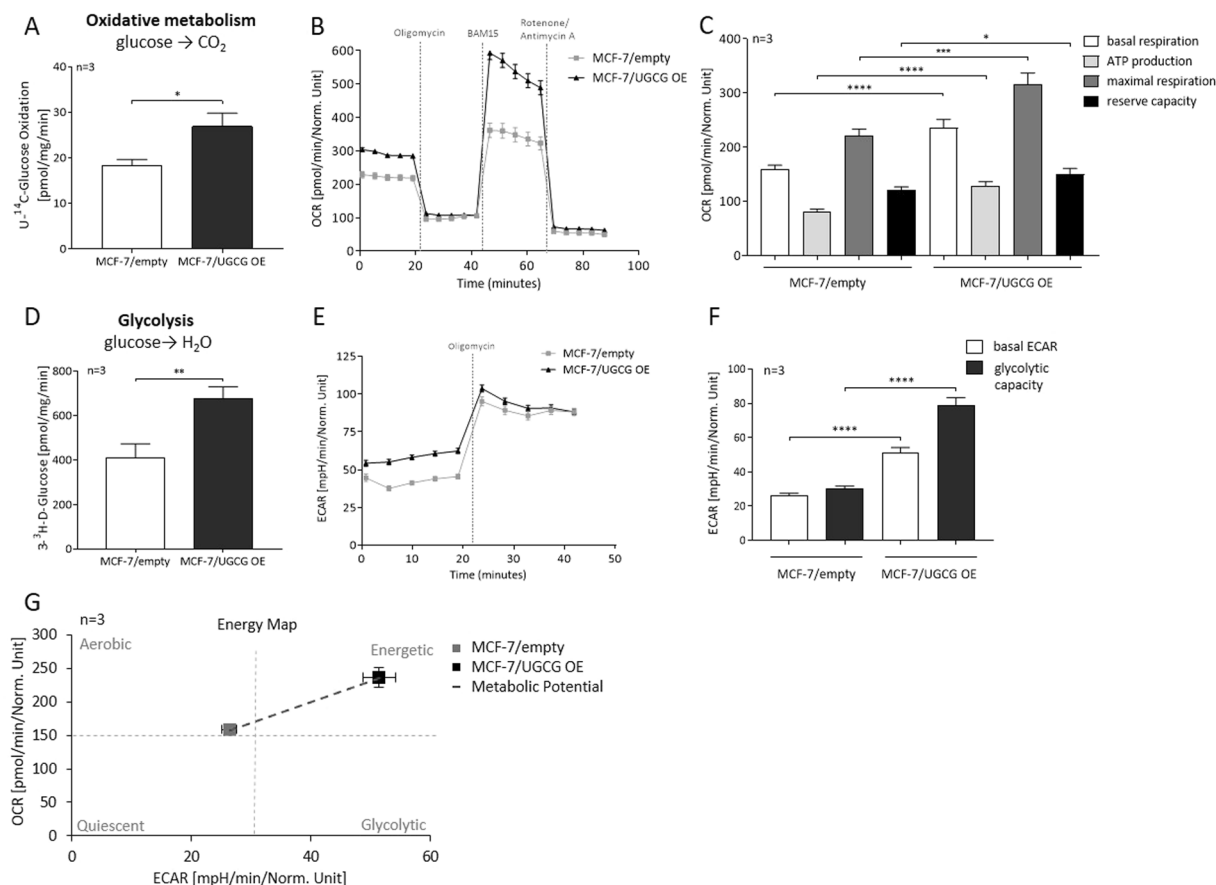 A
Oxidative metabolism
glucose → CO2
n=3
*
U-14C-Glucose Oxidation
[pmol/mg/min]
40
30
20
10
0
MCF-7/empty MCF-7/UGCG OE
B
Oligomycin
BAM15
Rotenone/
Antimycin A
MCF-7/empty
MCF-7/UGCG OE
OCR [pmol/min/Norm. Unit]
600
500
400
300
200
100
0
0 20 40 60 80 100
Time (minutes)
C
n=3
basal respiration
ATP production
maximal respiration
reserve capacity
*
***
****
****
OCR [pmol/min/Norm. Unit]
400
300
200
100
0
MCF-7/empty MCF-7/UGCG OE
D
Glycolysis
glucose→ H2O
n=3
**
3-3H-D-Glucose [pmol/mg/min]
800
600
400
200
0
MCF-7/empty MCF-7/UGCG OE
E
Oligomycin
MCF-7/empty
MCF-7/UGCG OE
ECAR [mpH/min/Norm. Unit]
125
100
75
50
25
0
0 10 20 30 40 50
Time (minutes)
F
n=3
basal ECAR
glycolytic
capacity
****
****
ECAR [mpH/min/Norm. Unit]
100
80
60
40
20
0
MCF-7/empty MCF-7/UGCG OE
G
n=3
Energy Map
Aerobic
Energetic
Quiescent
Glycolytic
MCF-7/empty
MCF-7/UGCG OE
Metabolic Potential
OCR [pmol/min/Norm. Unit]
300
250
200
150
100
50
0
0 20 40 60
ECAR [mpH/min/Norm. Unit]